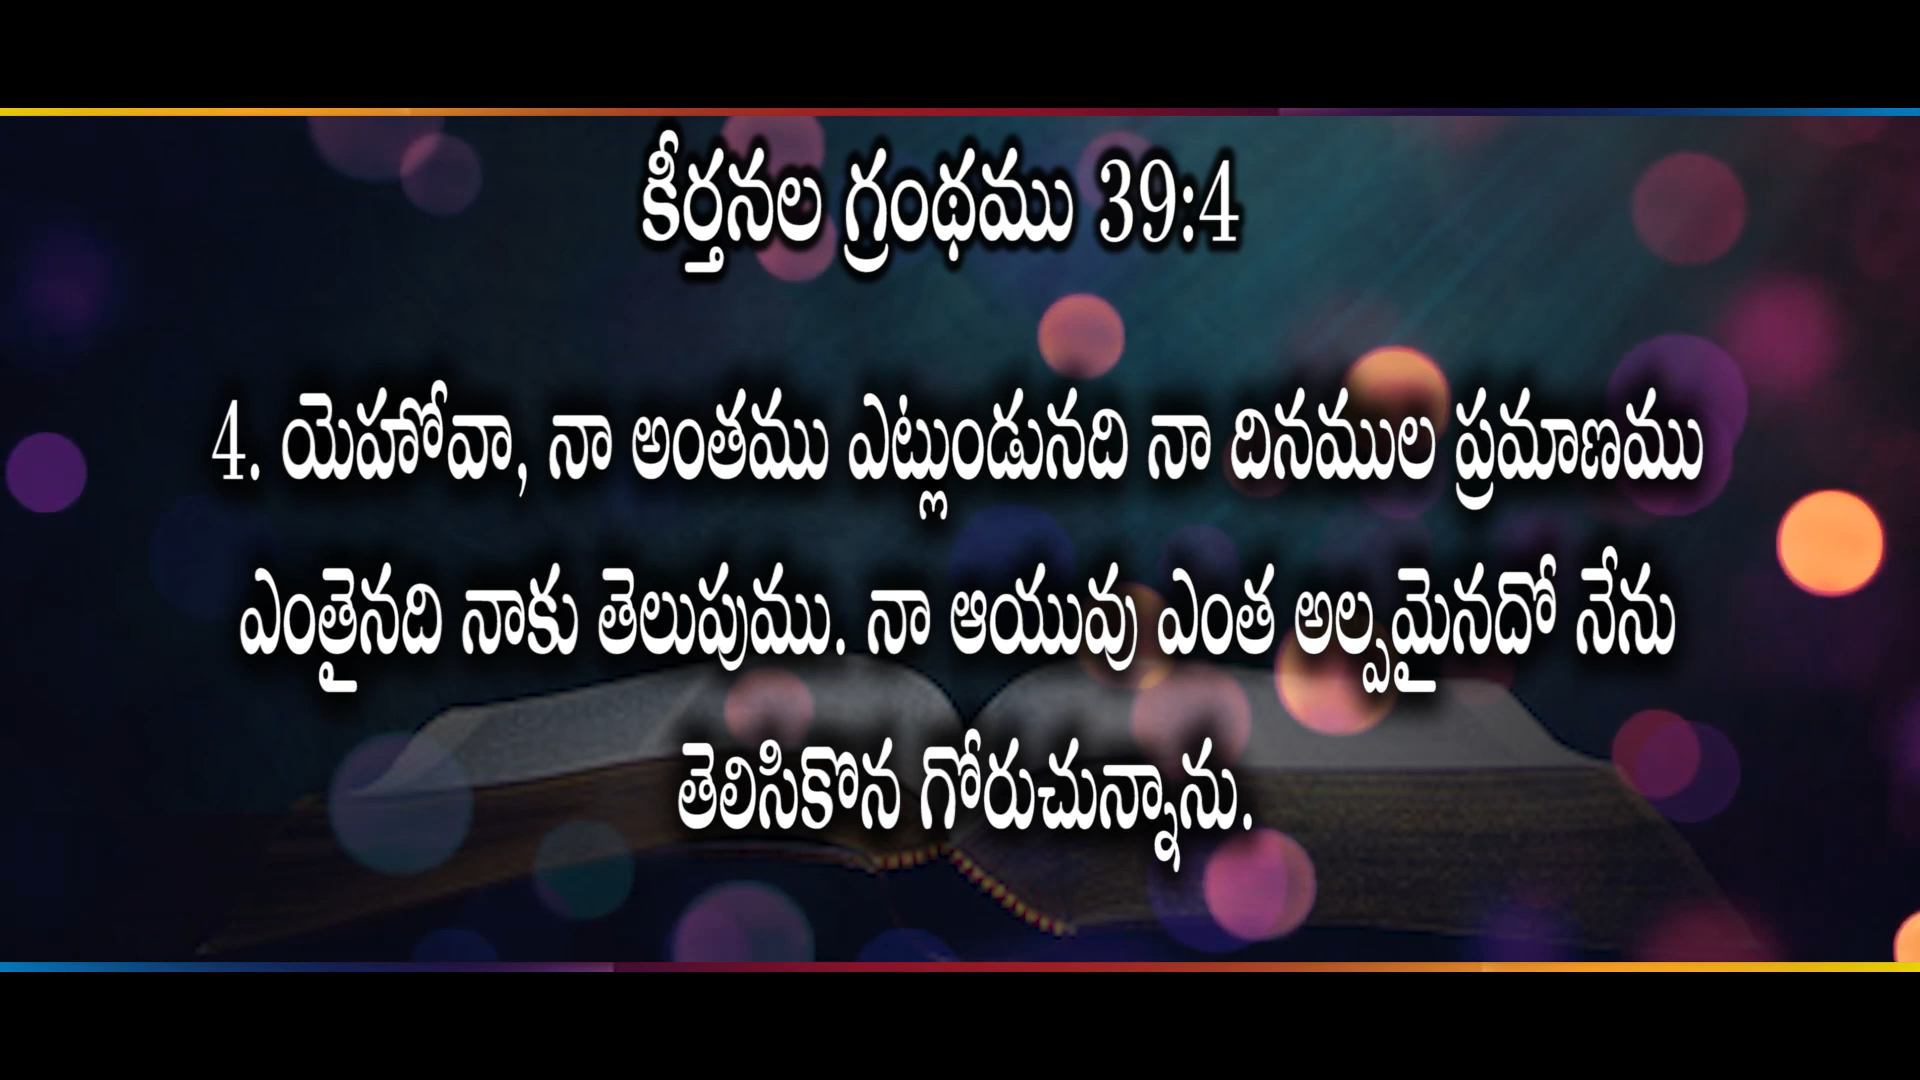 కీర్తనల గ్రంథము 39:4
4. యెహోవా, నా అంతము ఎట్లుండునది నా దినముల ప్రమాణము
ఎంతైనది నాకు తెలుపుము. నా ఆయువు ఎంత అల్పమైనదో నేను
తెలిసికొన గోరుచున్నాను.